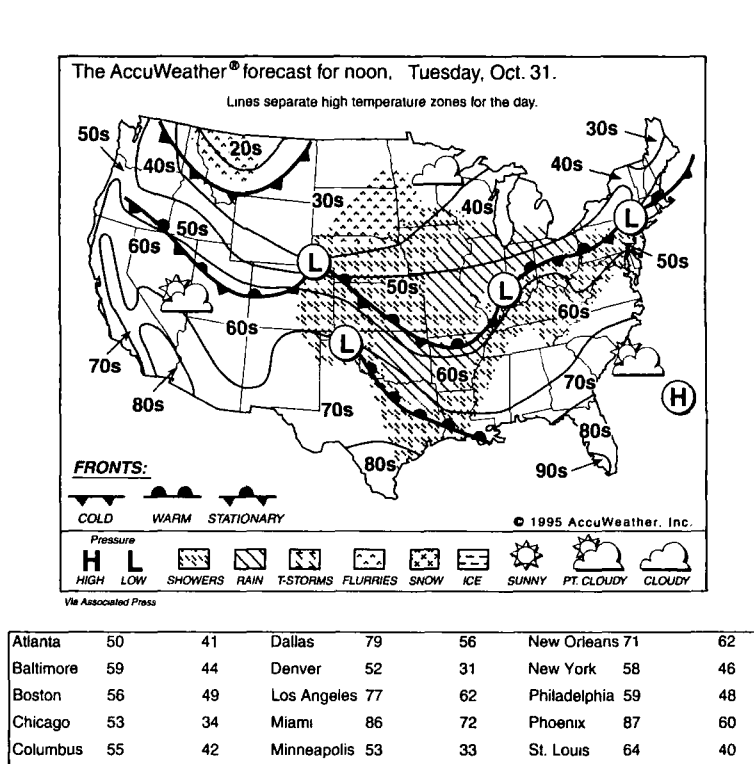 The AccuWeather® forecast for noon, Tuesday, Oct. 31.
Lines separate high temperature zones for the day.
50s
40s
20s
30s
40s
30s
40s
50s
60s
L
L
50s
L
50s
60s
60s
L
70s
80s
70s
60s
70s
H
80s
80s
90s
FRONTS:
COLD WARM STATIONARY
© 1995 AccuWeather, Inc.
Pressure
H L
HIGH LOW SHOWERS RAIN T-STORMS FLURRIES SNOW ICE SUNNY PT. CLOUDY CLOUDY
Via Associated Press
Atlanta 50 41 Dallas 79 56 New Orleans 71 62
Baltimore 59 44 Denver 52 31 New York 58 46
Boston 56 49 Los Angeles 77 62 Philadelphia 59 48
Chicago 53 34 Miami 86 72 Phoenix 87 60
Columbus 55 42 Minneapolis 53 33 St. Louis 64 40